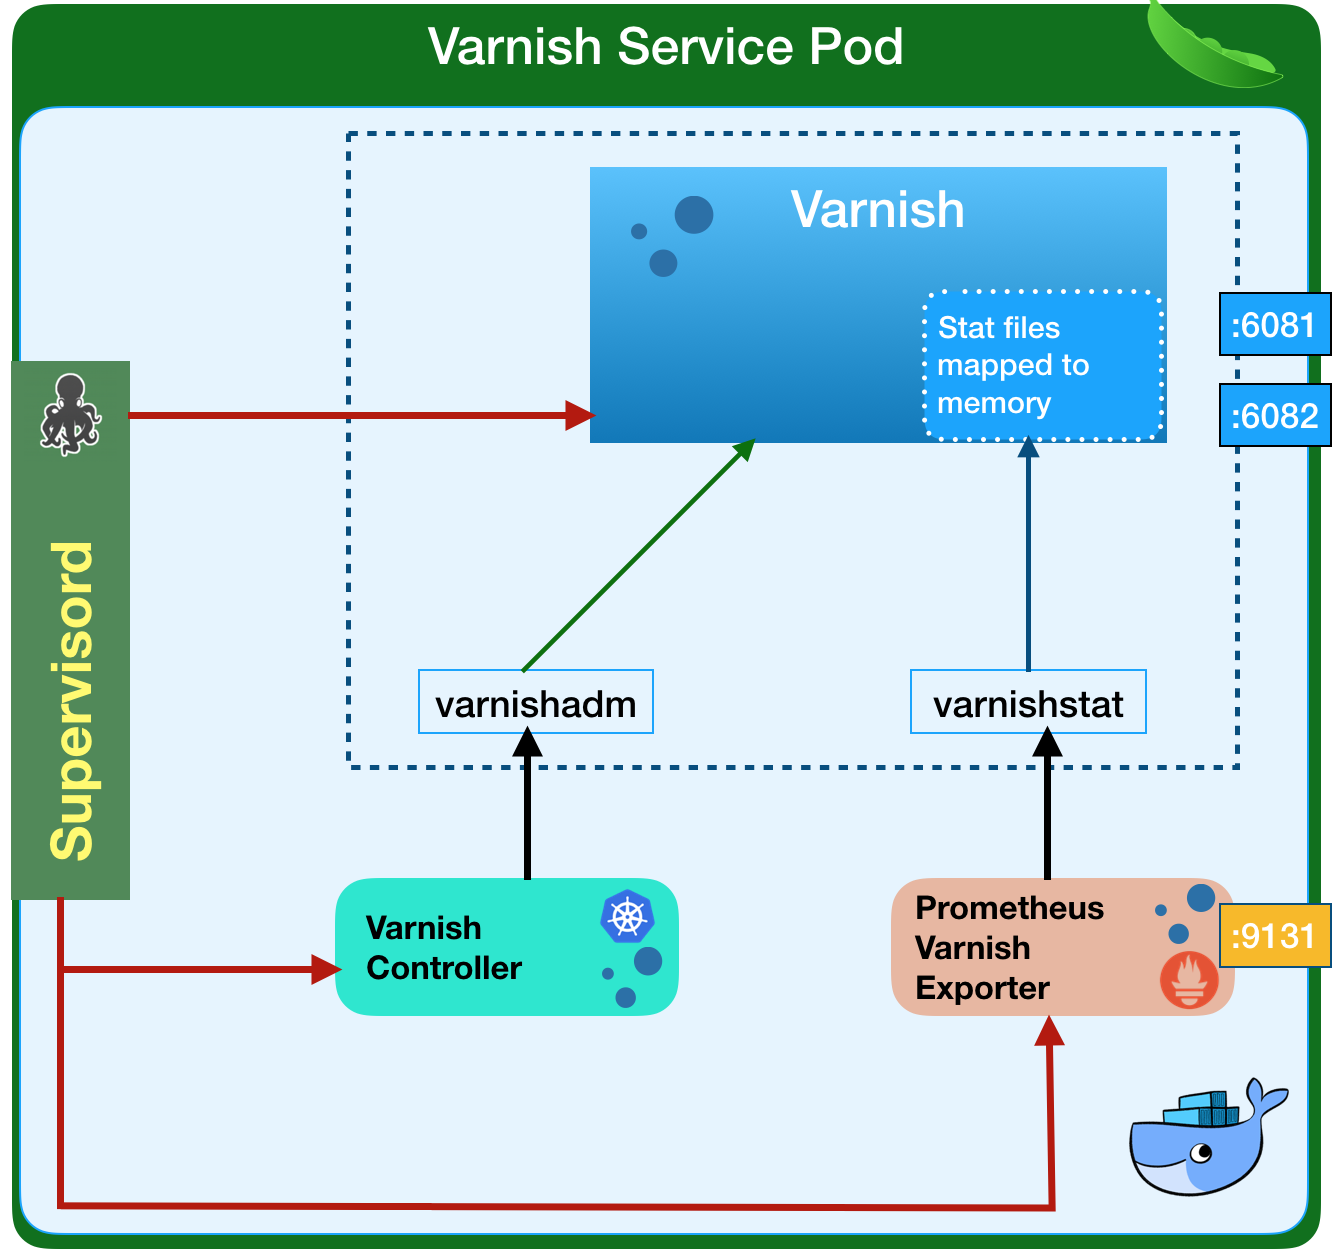 Varnish Service Pod
Varnish
Stat files
mapped to
memory
:6081
:6082
Supervisord
varnishadm
varnishstat
Varnish
Controller
Prometheus
Varnish
Exporter
:9131